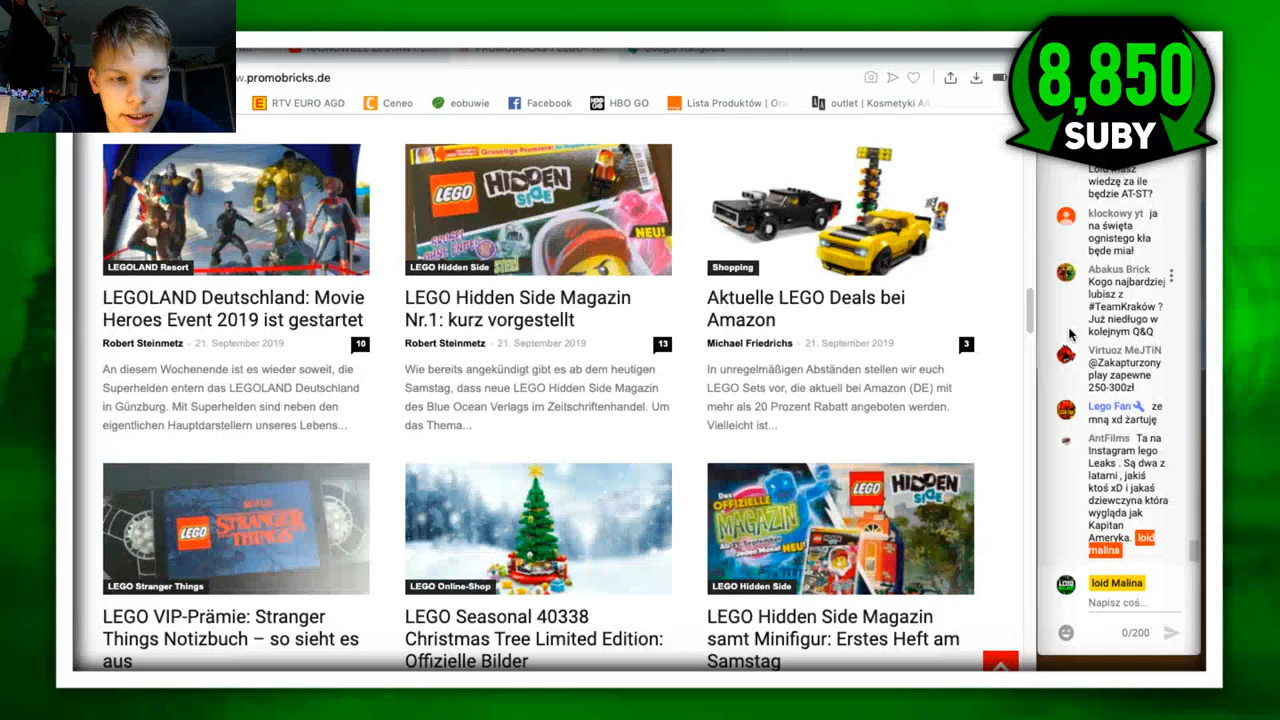 8,850
SUBY
w.promobricks.de
RTV EURO AGD
Ceneo
eobuwie
Facebook
HBO GO
Lista Produktów | Ora
outlet | Kosmetyki AA
LEGOLAND Resort
LEGOLAND Deutschland: Movie
Heroes Event 2019 ist gestartet
Robert Steinmetz - 21. September 2019
10
An diesem Wochenende ist es wieder soweit, die
Superhelden entern das LEGOLAND Deutschland
in Günzburg. Mit Superhelden sind neben den
eigentlichen Hauptdarstellern unseres Lebens...
LEGO
HIDDEN
SIDE
NEU!
LEGO Hidden Side
LEGO Hidden Side Magazin
Nr.1: kurz vorgestellt
Robert Steinmetz - 21. September 2019
13
Wie bereits angekündigt gibt es ab dem heutigen
Samstag, dass neue LEGO Hidden Side Magazin
des Blue Ocean Verlags im Zeitschriftenhandel. Um
das Thema...
Shopping
Aktuelle LEGO Deals bei
Amazon
Michael Friedrichs - 21. September 2019
3
In unregelmäßigen Abständen stellen wir euch
LEGO Sets vor, die aktuell bei Amazon (DE) mit
mehr als 20 Prozent Rabatt angeboten werden.
Vielleicht ist...
LEGO
STRANGER
THINGS
LEGO Stranger Things
LEGO VIP-Prämie: Stranger
Things Notizbuch – so sieht es
aus
LEGO Online-Shop
LEGO Seasonal 40338
Christmas Tree Limited Edition:
Offizielle Bilder
Das
OFFIZIELLE
MAGAZIN
NEU!
LEGO
HIDDEN
SIDE
LEGO Hidden Side
LEGO Hidden Side Magazin
samt Minifigur: Erstes Heft am
Samstag
wiedzę za ile
będzie AT-ST?
klockowy yt ja
na święta
ognistego kła
będe miał
Abakus Brick
Kogo najbardziej
lubisz z
#TeamKraków ?
Już niedługo w
kolejnym Q&Q
Virtuoz MeJTiN
@Zakapturzony
play zapewne
250-300zł
Lego Fan ze
mną xd żartuję
AntFilms Ta na
Instagram lego
Leaks . Są dwa z
latarni , jakiś
ktoś xD i jakaś
dziewczyna która
wygląda jak
Kapitan
Ameryka. loid
malina
loid Malina
Napisz coś...
0/200